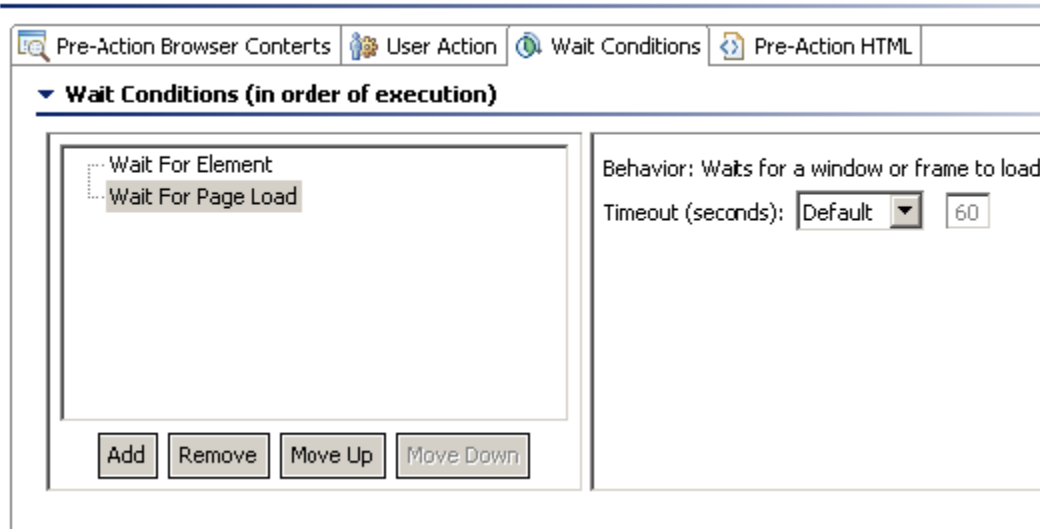 Pre-Action Browser Conterts User Action Wait Conditions Pre-Action HTML
Wait Conditions (in order of execution)
Wait For Element
Wait For Page Load
Behavior: Waits for a window or frame to load
Timeout (seconds): Default 60
Add Remove Move Up Move Down